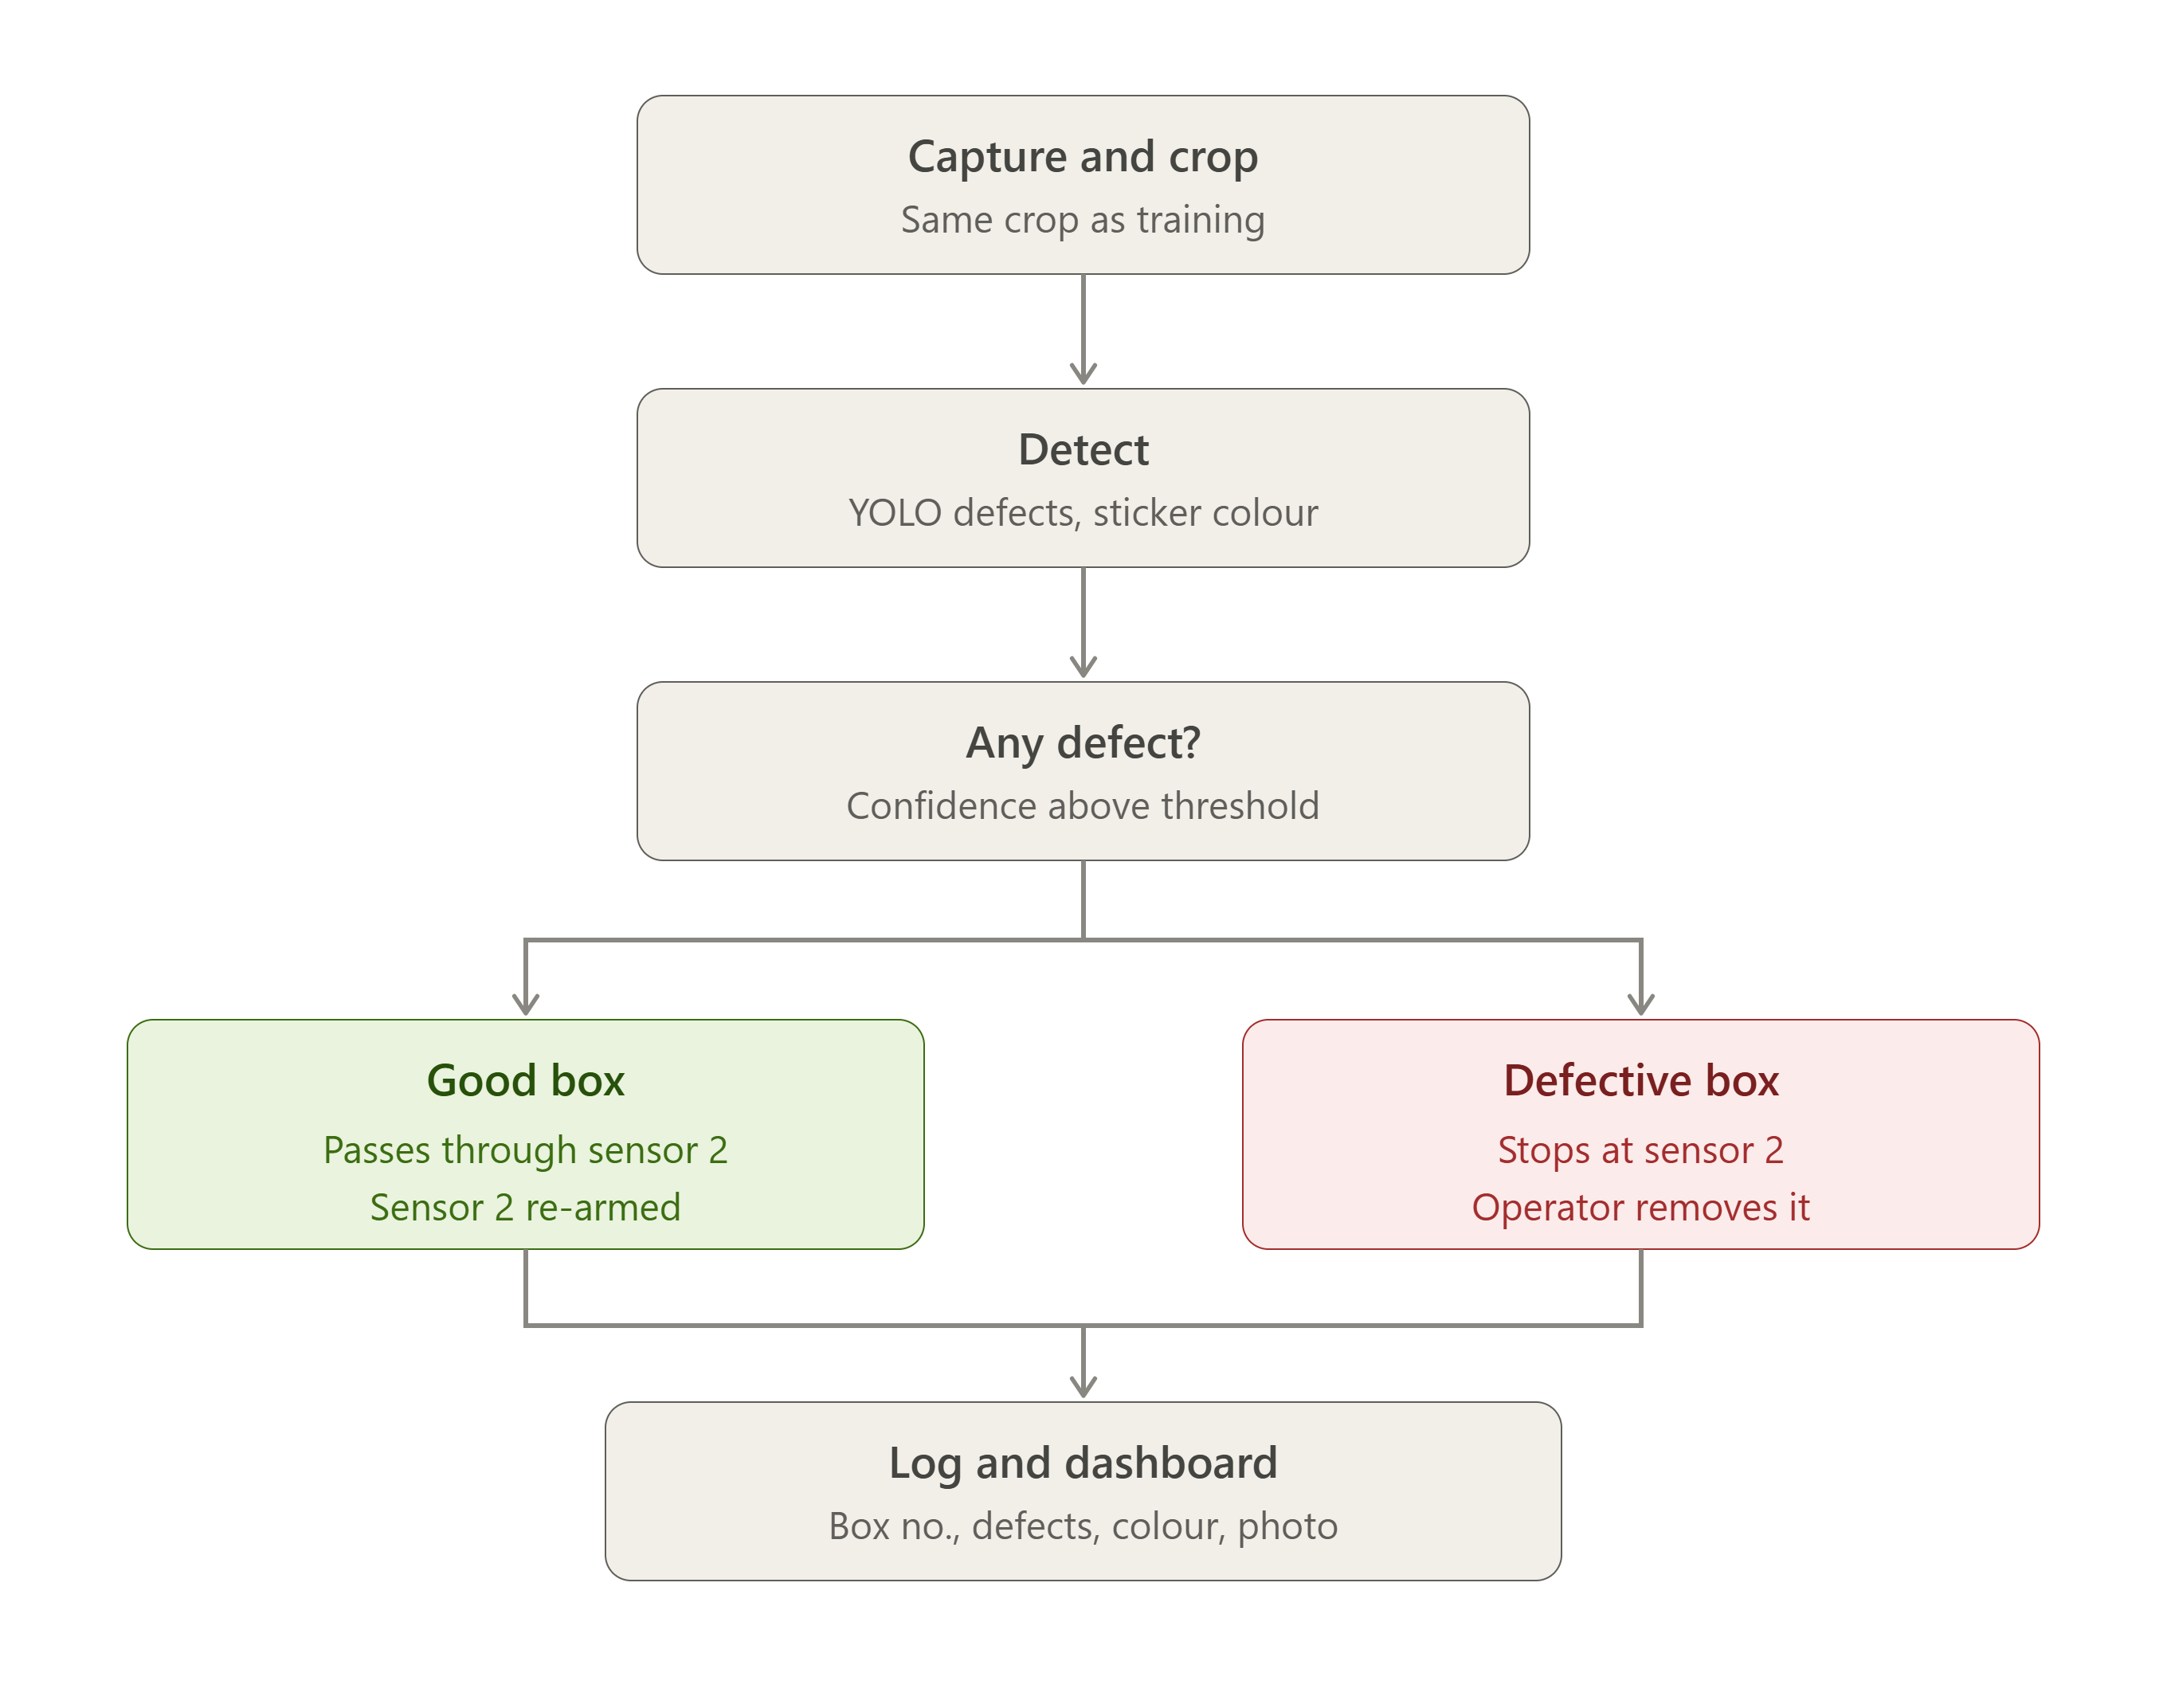 Capture and crop
Same crop as training
Detect
YOLO defects, sticker colour
Any defect?
Confidence above threshold
Good box
Passes through sensor 2
Sensor 2 re-armed
Defective box
Stops at sensor 2
Operator removes it
Log and dashboard
Box no., defects, colour, photo